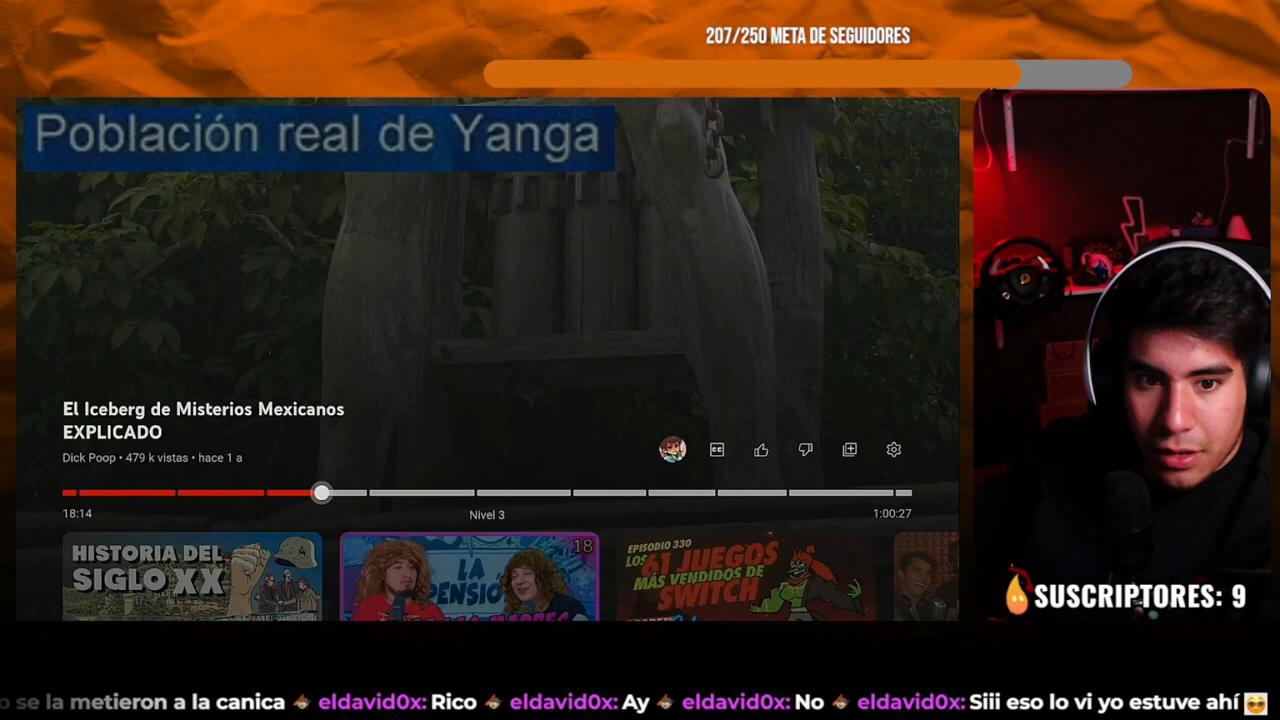 207/250 META DE SEGUIDORES
Población real de Yanga
El Iceberg de Misterios Mexicanos
EXPLICADO
Dick Poop • 479 k vistas • hace 1 a
CC
18:14
Nivel 3
1:00:27
HISTORIA DEL
SIGLO XX
18
LA
PENSIÓ
EPISODIO 330
LOS 61 JUEGOS
MÁS VENDIDOS DE
SWITCH
SUSCRIPTORES: 9
o se la metieron a la canica eldavid0x: Rico eldavid0x: Ay eldavid0x: No eldavid0x: Siii eso lo vi yo estuve ahí